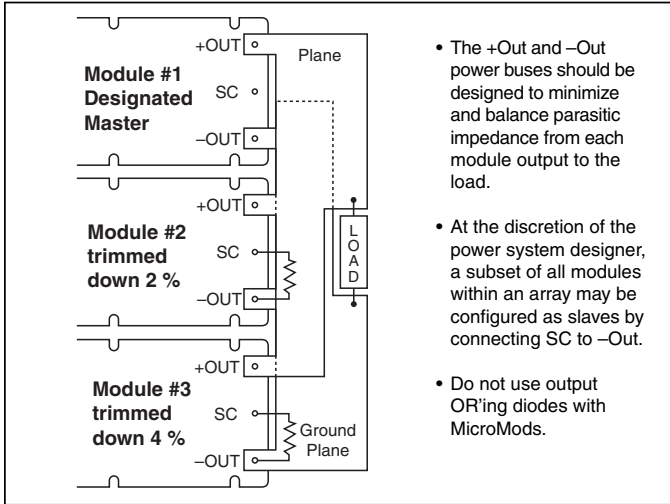 +OUT
Plane
Module #1
Designated
Master
SC
–OUT
+OUT
Module #2
trimmed
down 2 %
SC
–OUT
LOAD
+OUT
Module #3
trimmed
down 4 %
SC
Ground
Plane
–OUT
• The +Out and –Out
power buses should be
designed to minimize
and balance parasitic
impedance from each
module output to the
load.
• At the discretion of the
power system designer,
a subset of all modules
within an array may be
configured as slaves by
connecting SC to –Out.
• Do not use output
OR'ing diodes with
MicroMods.